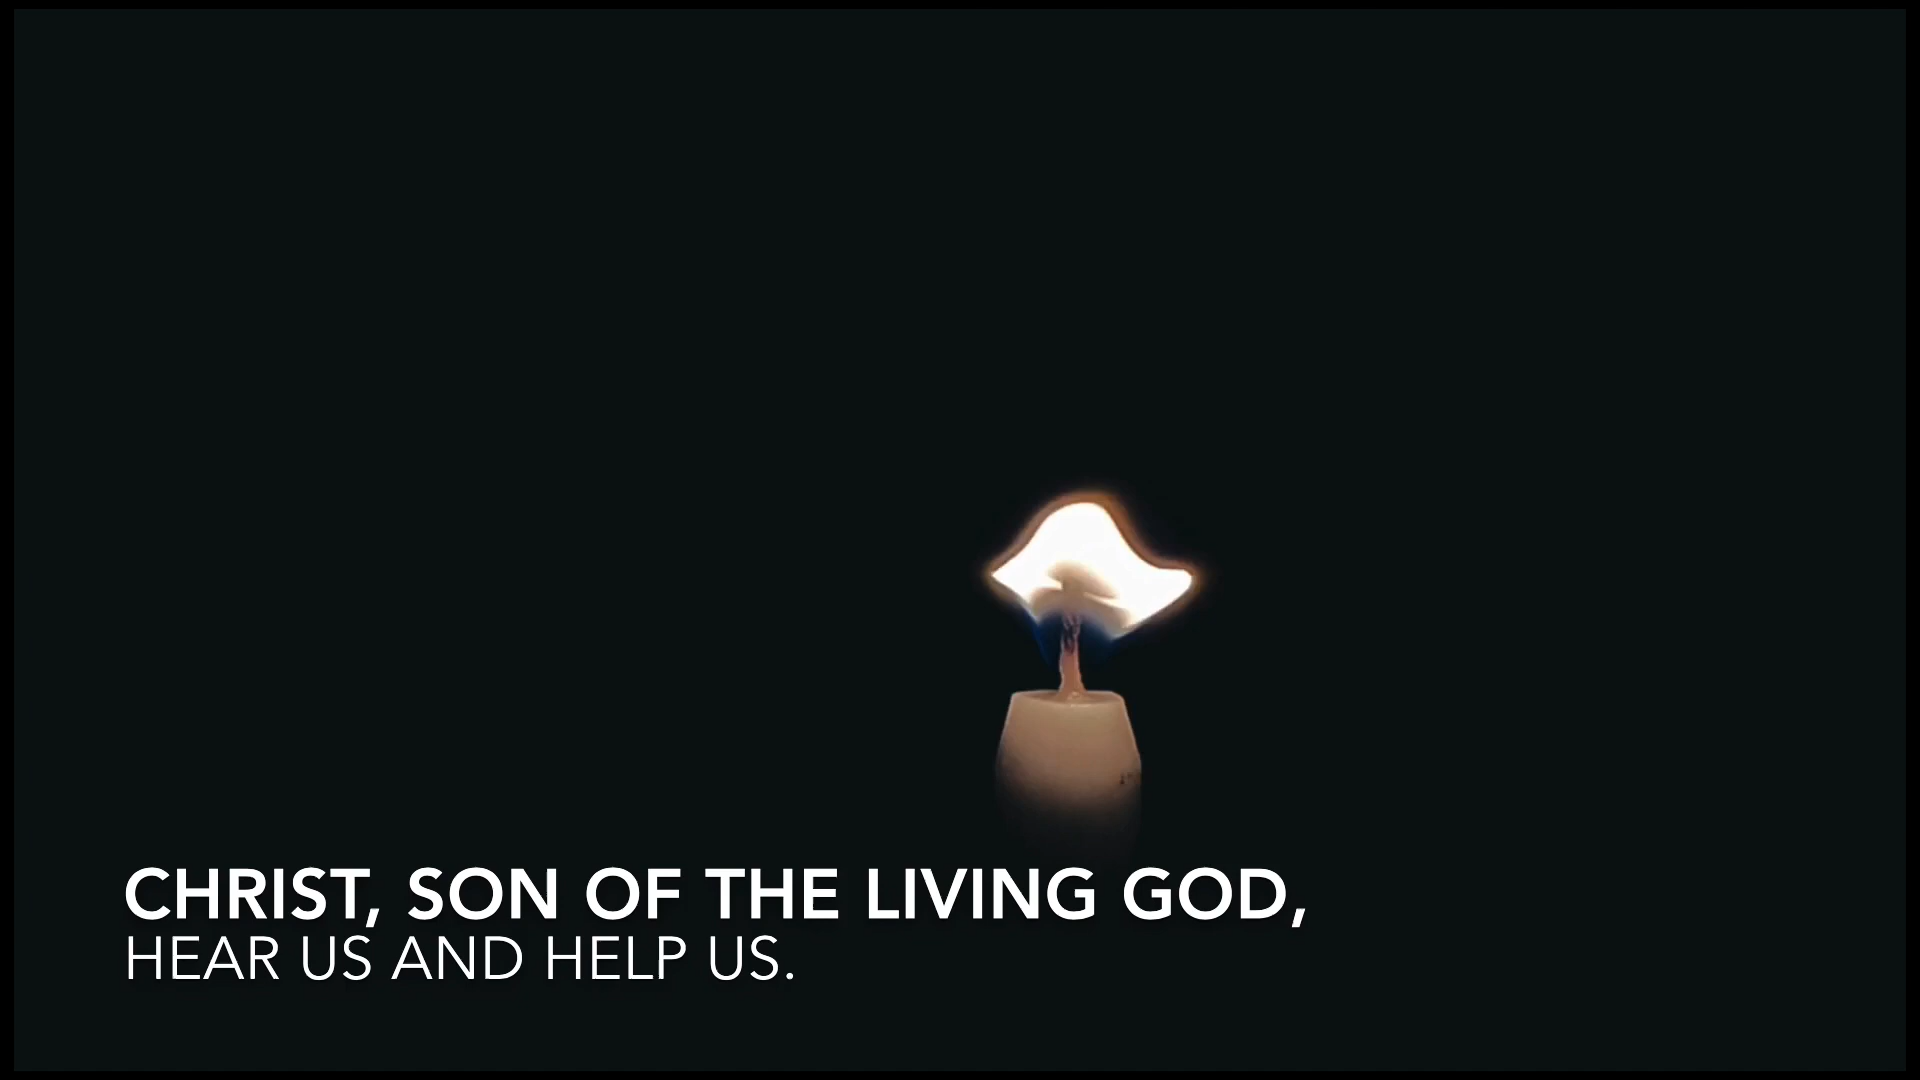 CHRIST, SON OF THE LIVING GOD,
HEAR US AND HELP US.